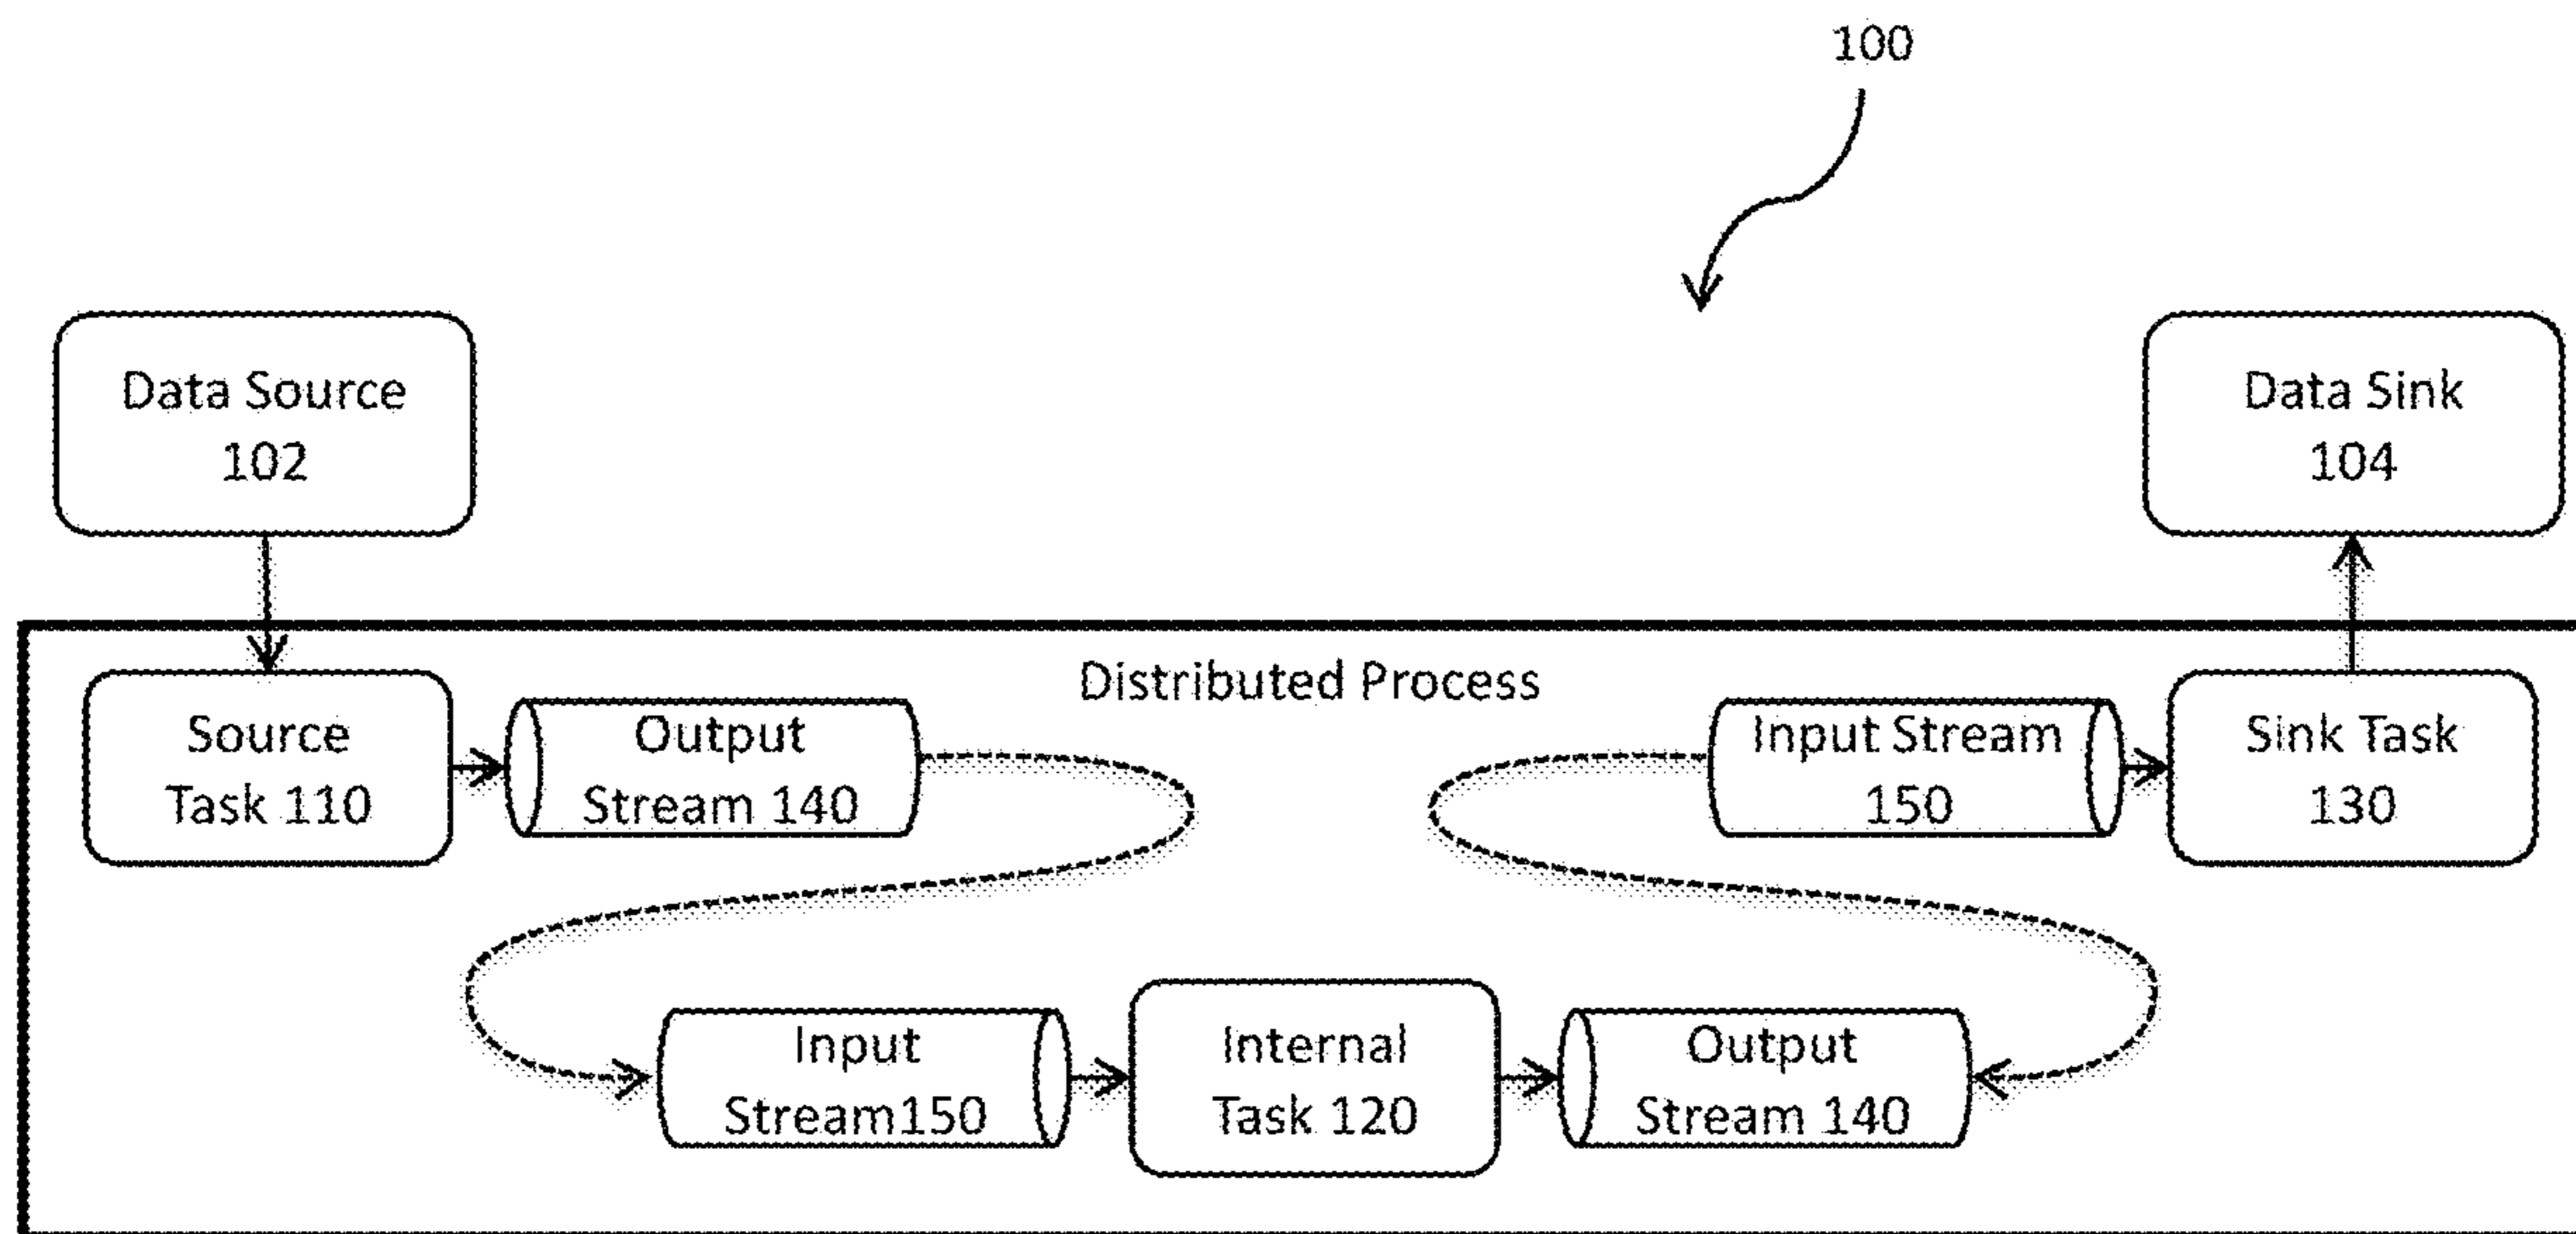 100
Data Source
102
Data Sink
104
Distributed Process
Source
Task 110
Output
Stream 140
Input Stream
150
Sink Task
130
Input
Stream150
Internal
Task 120
Output
Stream 140